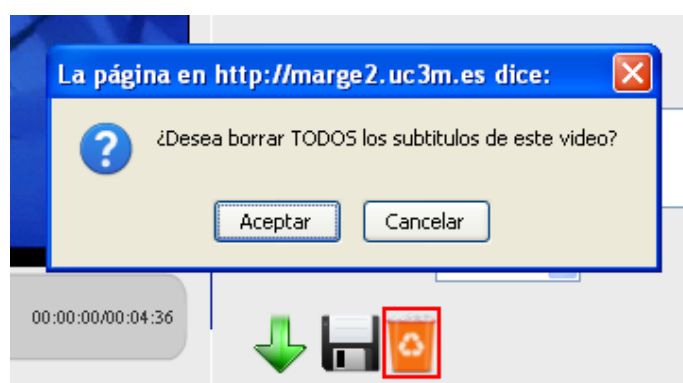 La página en http://marge2.uc3m.es dice:
¿Desea borrar TODOS los subtitulos de este video?
Aceptar
Cancelar
00:00:00/00:04:36